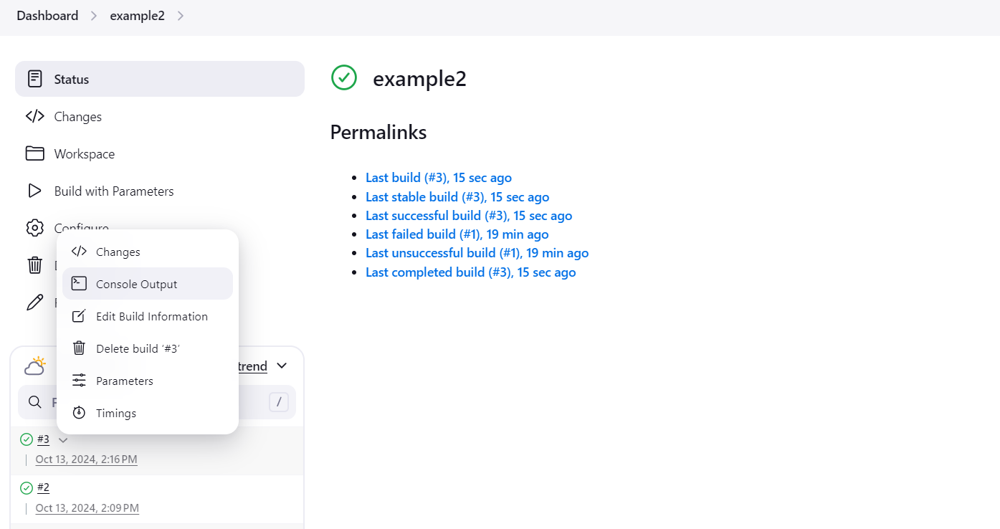 Dashboard > example2 >
Status
Changes
Workspace
Build with Parameters
Configure
Changes
Console Output
Edit Build Information
Delete build ‘#3’
Parameters
Timings
trend
/
#3
Oct 13, 2024, 2:16 PM
#2
Oct 13, 2024, 2:09 PM
example2
Permalinks
• Last build (#3), 15 sec ago
• Last stable build (#3), 15 sec ago
• Last successful build (#3), 15 sec ago
• Last failed build (#1), 19 min ago
• Last unsuccessful build (#1), 19 min ago
• Last completed build (#3), 15 sec ago